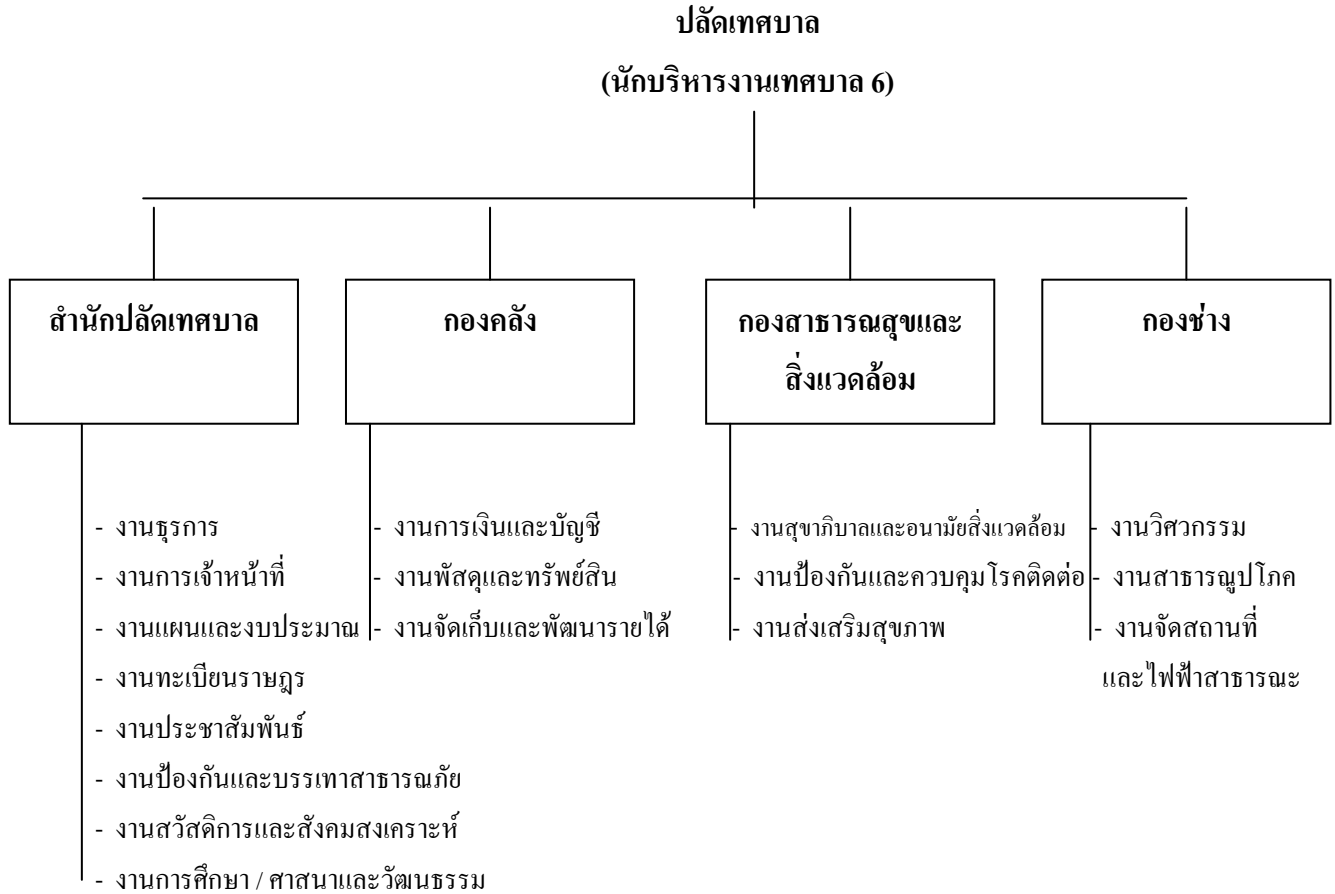 ปลัดเทศบาล
(นักบริหารงานเทศบาล 6)
สำนักปลัดเทศบาล
- งานธุรการ
- งานการเจ้าหน้าที่
- งานแผนและงบประมาณ
- งานทะเบียนราษฎร
- งานประชาสัมพันธ์
- งานป้องกันและบรรเทาสาธารณภัย
- งานสวัสดิการและสังคมสงเคราะห์
- งานการศึกษา / ศาสนาและวัฒนธรรม
กองคลัง
- งานการเงินและบัญชี
- งานพัสดุและทรัพย์สิน
- งานจัดเก็บและพัฒนารายได้
กองสาธารณสุขและ
สิ่งแวดล้อม
- งานสุขาภิบาลและอนามัยสิ่งแวดล้อม
- งานป้องกันและควบคุมโรคติดต่อ
- งานส่งเสริมสุขภาพ
กองช่าง
- งานวิศวกรรม
- งานสาธารณูปโภค
- งานจัดสถานที่
และไฟฟ้าสาธารณะ